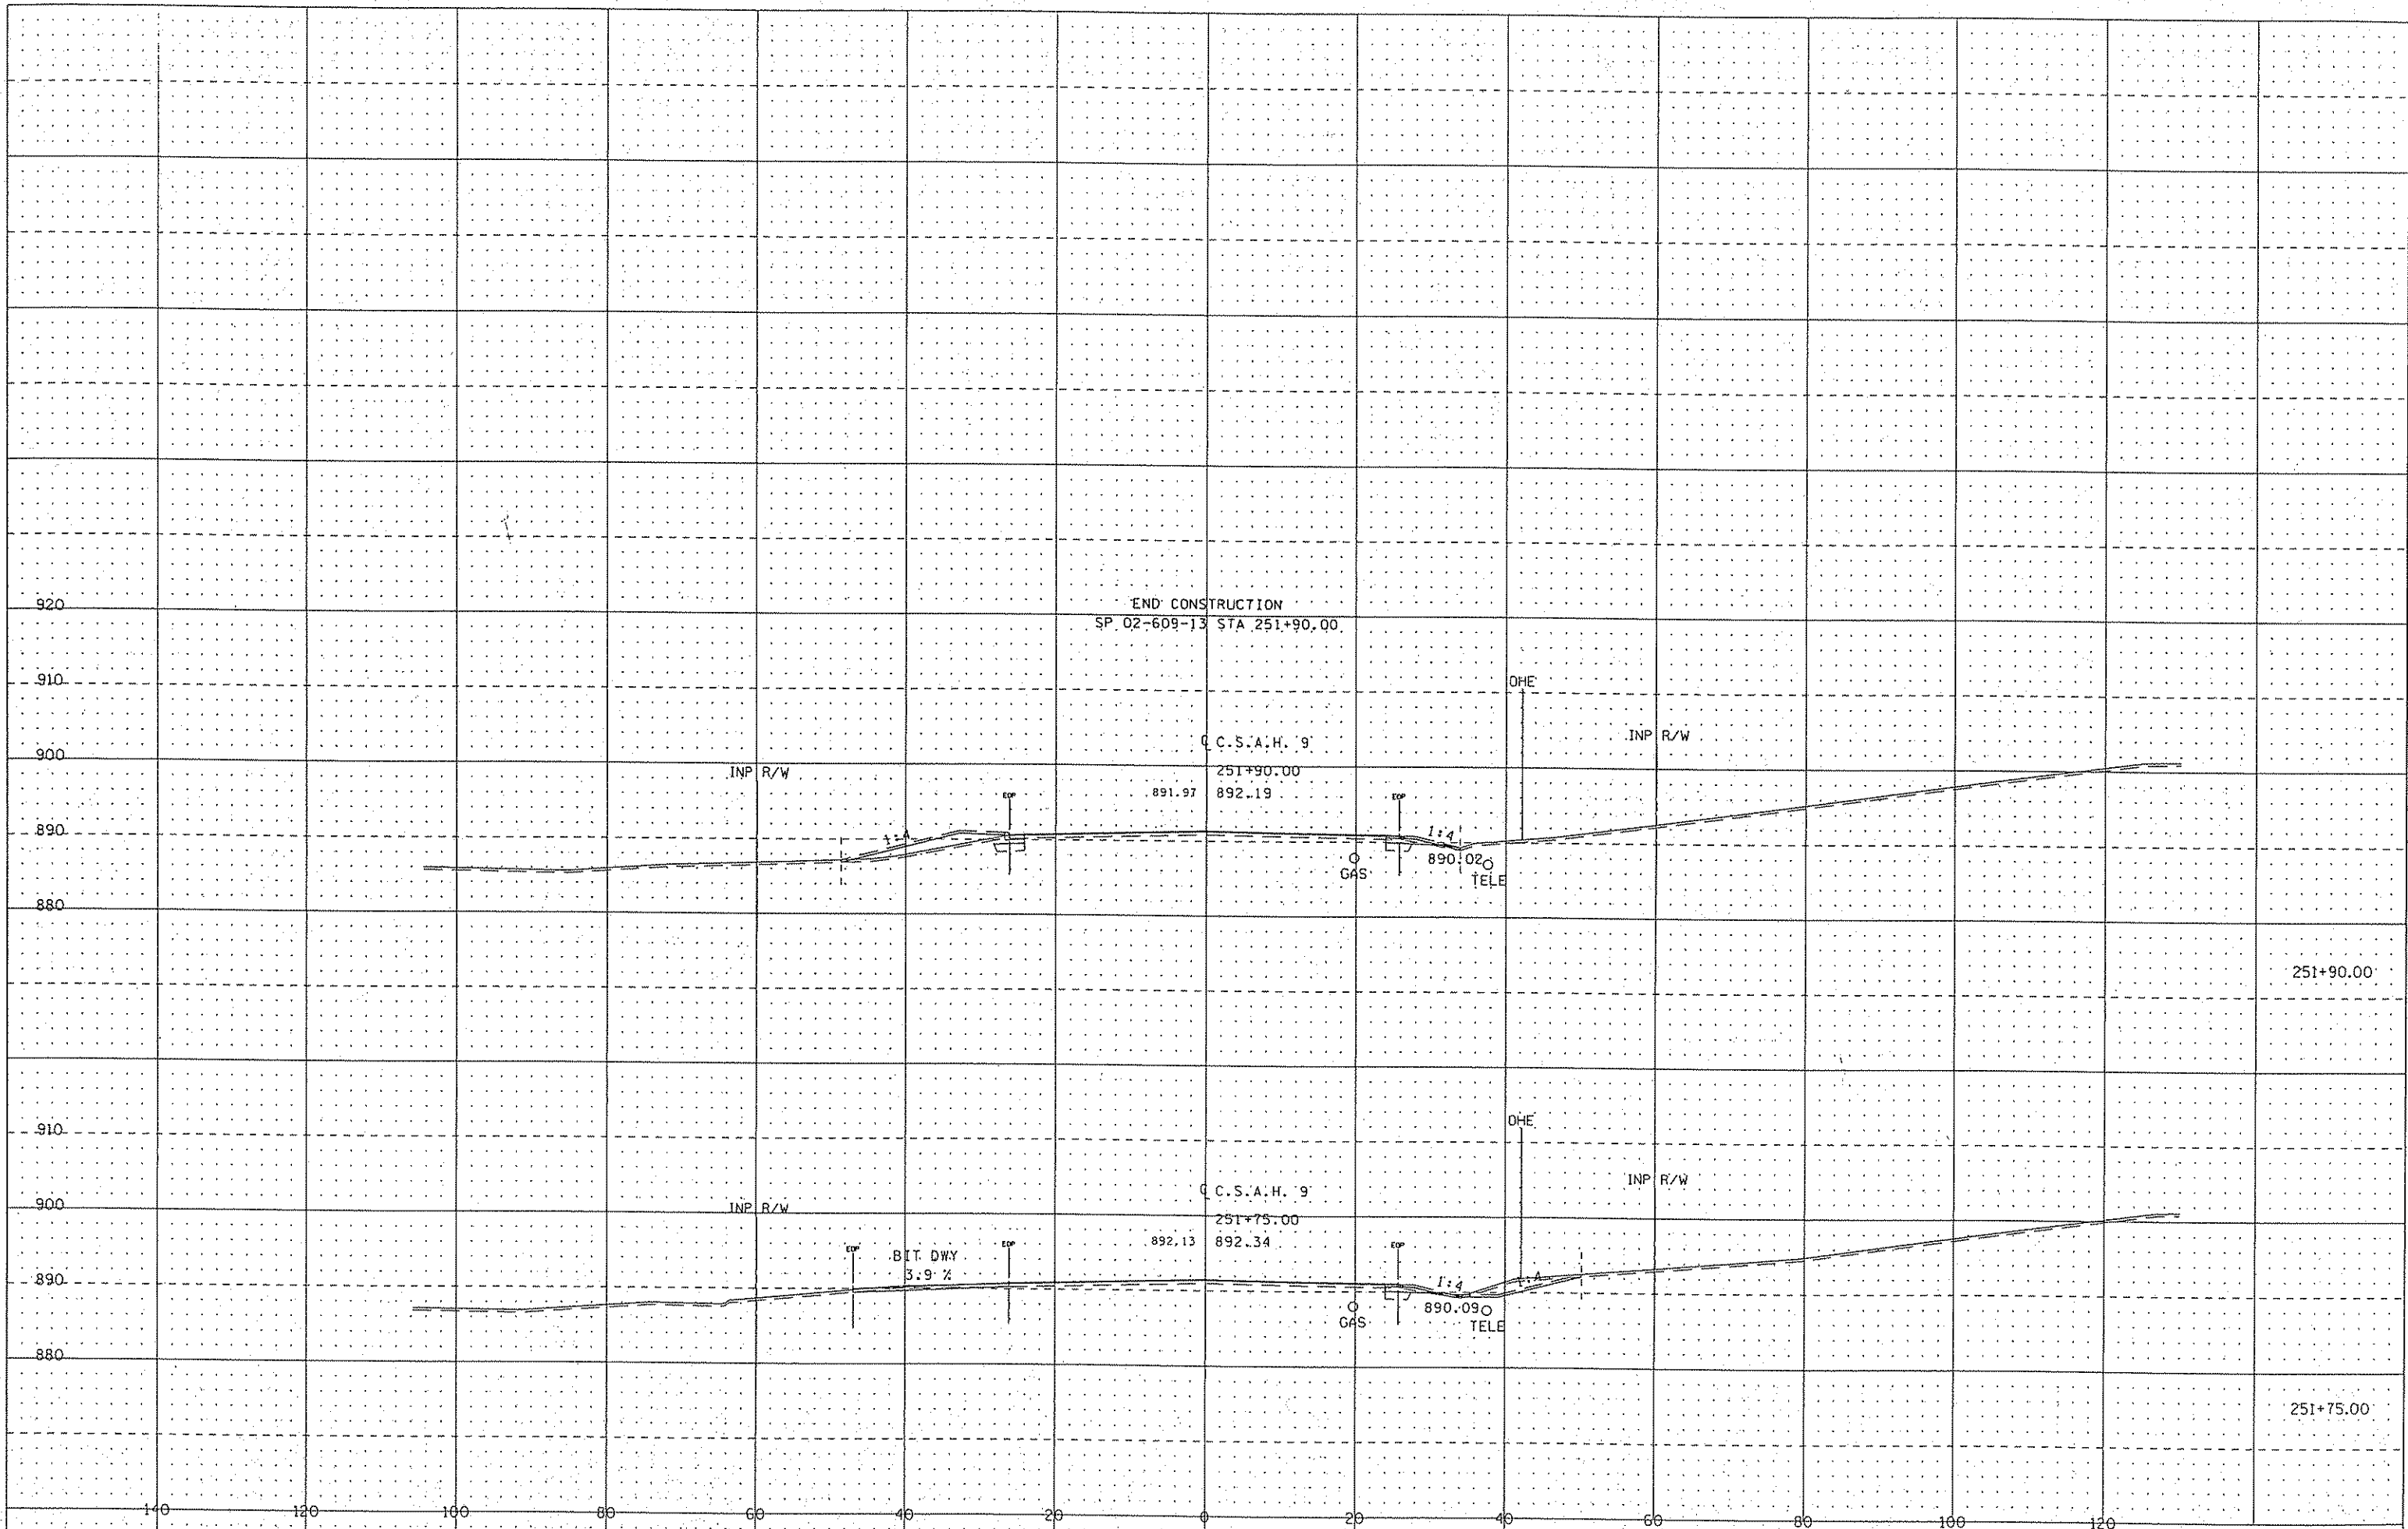 920
END CONSTRUCTION
SP 02-609-13 STA 251+90.00
910
OHE
INP R/W
900
℄ C.S.A.H. 9
INP R/W
251+90.00
891.97 892.19
EOP
EOP
890
1:A
1:4
890.02
GAS
TELE
880
251+90.00
910
OHE
INP R/W
900
℄ C.S.A.H. 9
INP R/W
251+75.00
892.13 892.34
EOP
BIT DWY
EOP
EOP
3.9 %
890
1:4
1:A
890.09
GAS
TELE
880
251+75.00
140 120 100 80 60 40 20 0 20 40 60 80 100 120